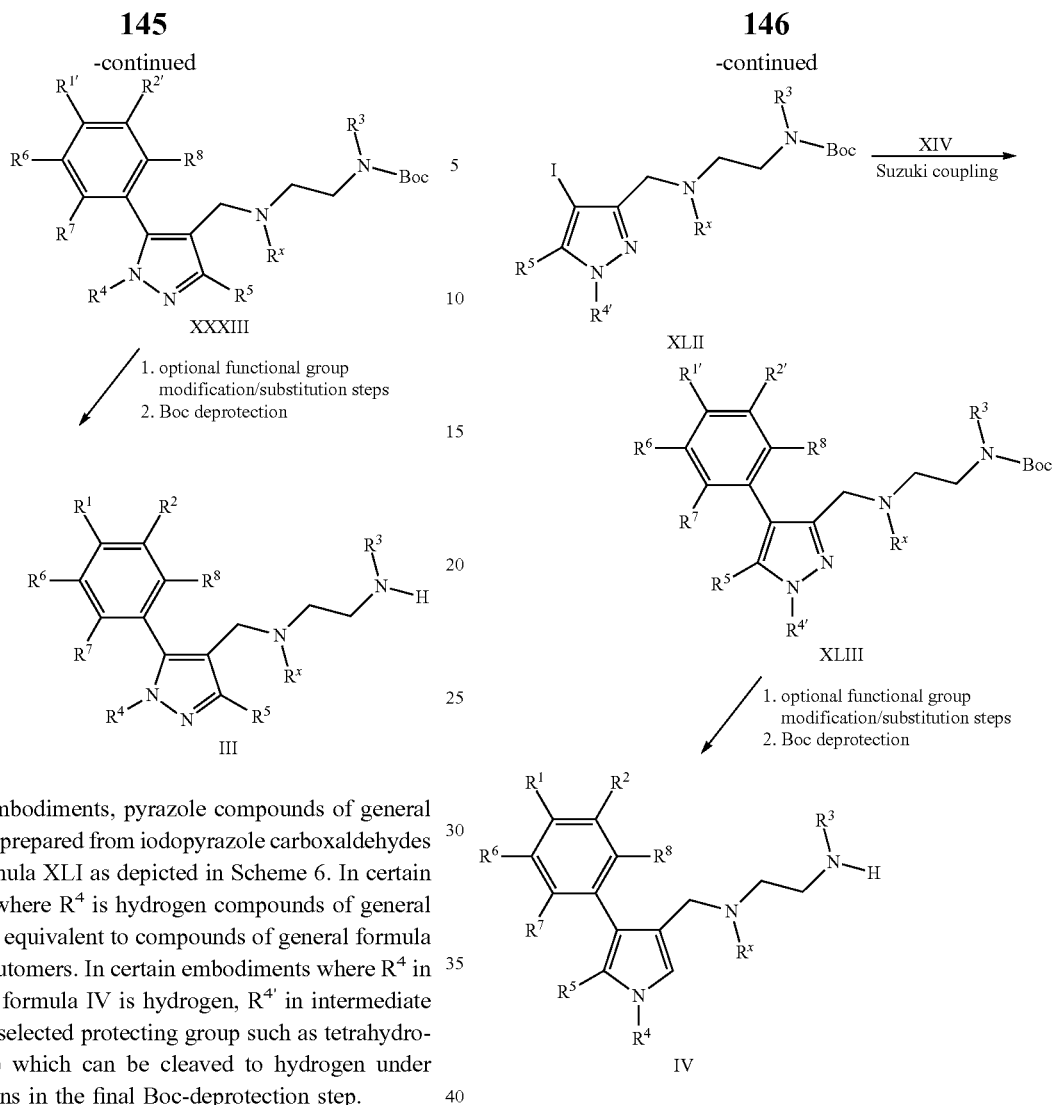 145
-continued
R1' R2'
R3
R6 R8 N Boc
N
R7 Rx
N
R4 N R5
XXXIII
1. optional functional group
modification/substitution steps
2. Boc deprotection
R1 R2
R3
R6 R8 N H
N
R7 Rx
N
R4 N R5
III
mbodiments, pyrazole compounds of general
prepared from iodopyrazole carboxaldehydes
nula XLI as depicted in Scheme 6. In certain
where R4 is hydrogen compounds of general
equivalent to compounds of general formula
utomers. In certain embodiments where R4 in
formula IV is hydrogen, R4' in intermediate
selected protecting group such as tetrahydro-
which can be cleaved to hydrogen under
ns in the final Boc-deprotection step.
5
10
15
20
25
30
35
40
146
-continued
R3
N Boc
I N
Rx
N
R5 N
R4'
XLII
XIV
Suzuki coupling
R1' R2'
R3
R6 R8 N Boc
N
R7 Rx
N
R5 N
R4'
XLIII
1. optional functional group
modification/substitution steps
2. Boc deprotection
R1 R2
R3
R6 R8 N H
N
R7 Rx
R5 N
R4
IV